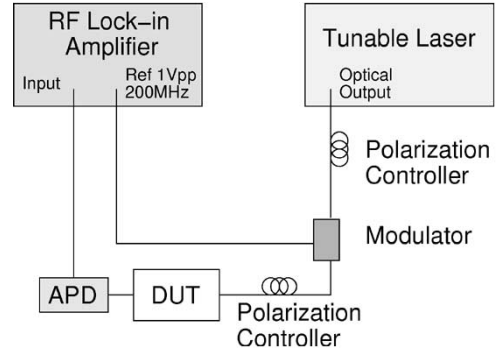 RF Lock-in
Amplifier
Input
Ref 1Vpp
200MHz
Tunable Laser
Optical
Output
Polarization
Controller
Modulator
APD
DUT
Polarization
Controller